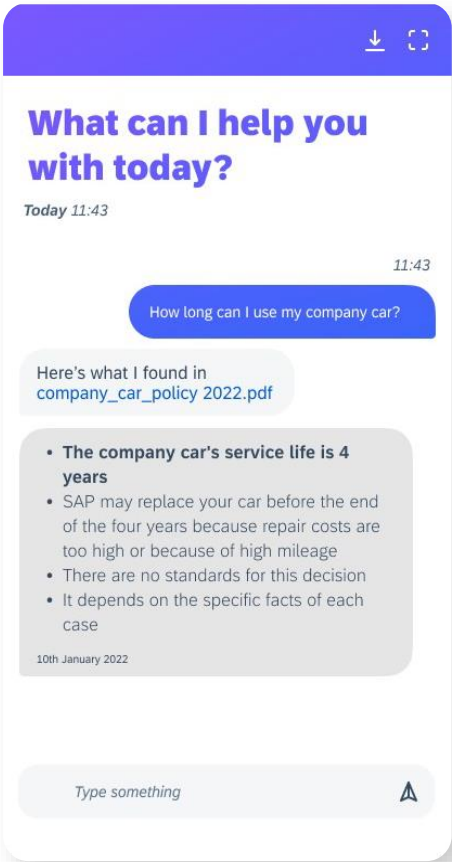 What can I help you
with today?
Today 11:43
11:43
How long can I use my company car?
Here's what I found in
company_car_policy 2022.pdf
• The company car's service life is 4
years
• SAP may replace your car before the end
of the four years because repair costs are
too high or because of high mileage
• There are no standards for this decision
• It depends on the specific facts of each
case
10th January 2022
Type something